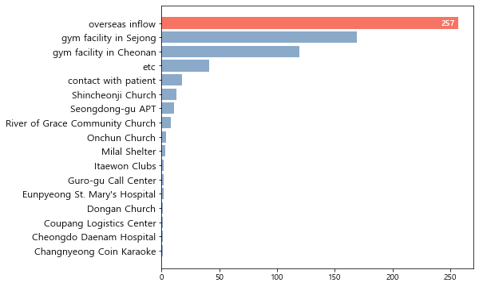 overseas inflow
257
gym facility in Sejong
gym facility in Cheonan
etc
contact with patient
Shincheonji Church
Seongdong-gu APT
River of Grace Community Church
Onchun Church
Milal Shelter
Itaewon Clubs
Guro-gu Call Center
Eunpyeong St. Mary's Hospital
Dongan Church
Coupang Logistics Center
Cheongdo Daenam Hospital
Changnyeong Coin Karaoke
0 50 100 150 200 250